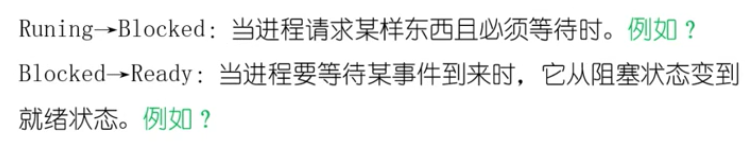 Runing→Blocked: 当进程请求某样东西且必须等待时。例如?
Blocked→Ready: 当进程要等待某事件到来时，它从阻塞状态变到
就绪状态。例如?